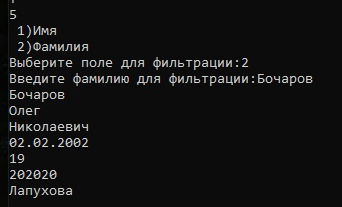 5
1)Имя
2)Фамилия
Выберите поле для фильтрации:2
Введите фамилию для фильтрации:Бочаров
Бочаров
Олег
Николаевич
02.02.2002
19
202020
Лапухова